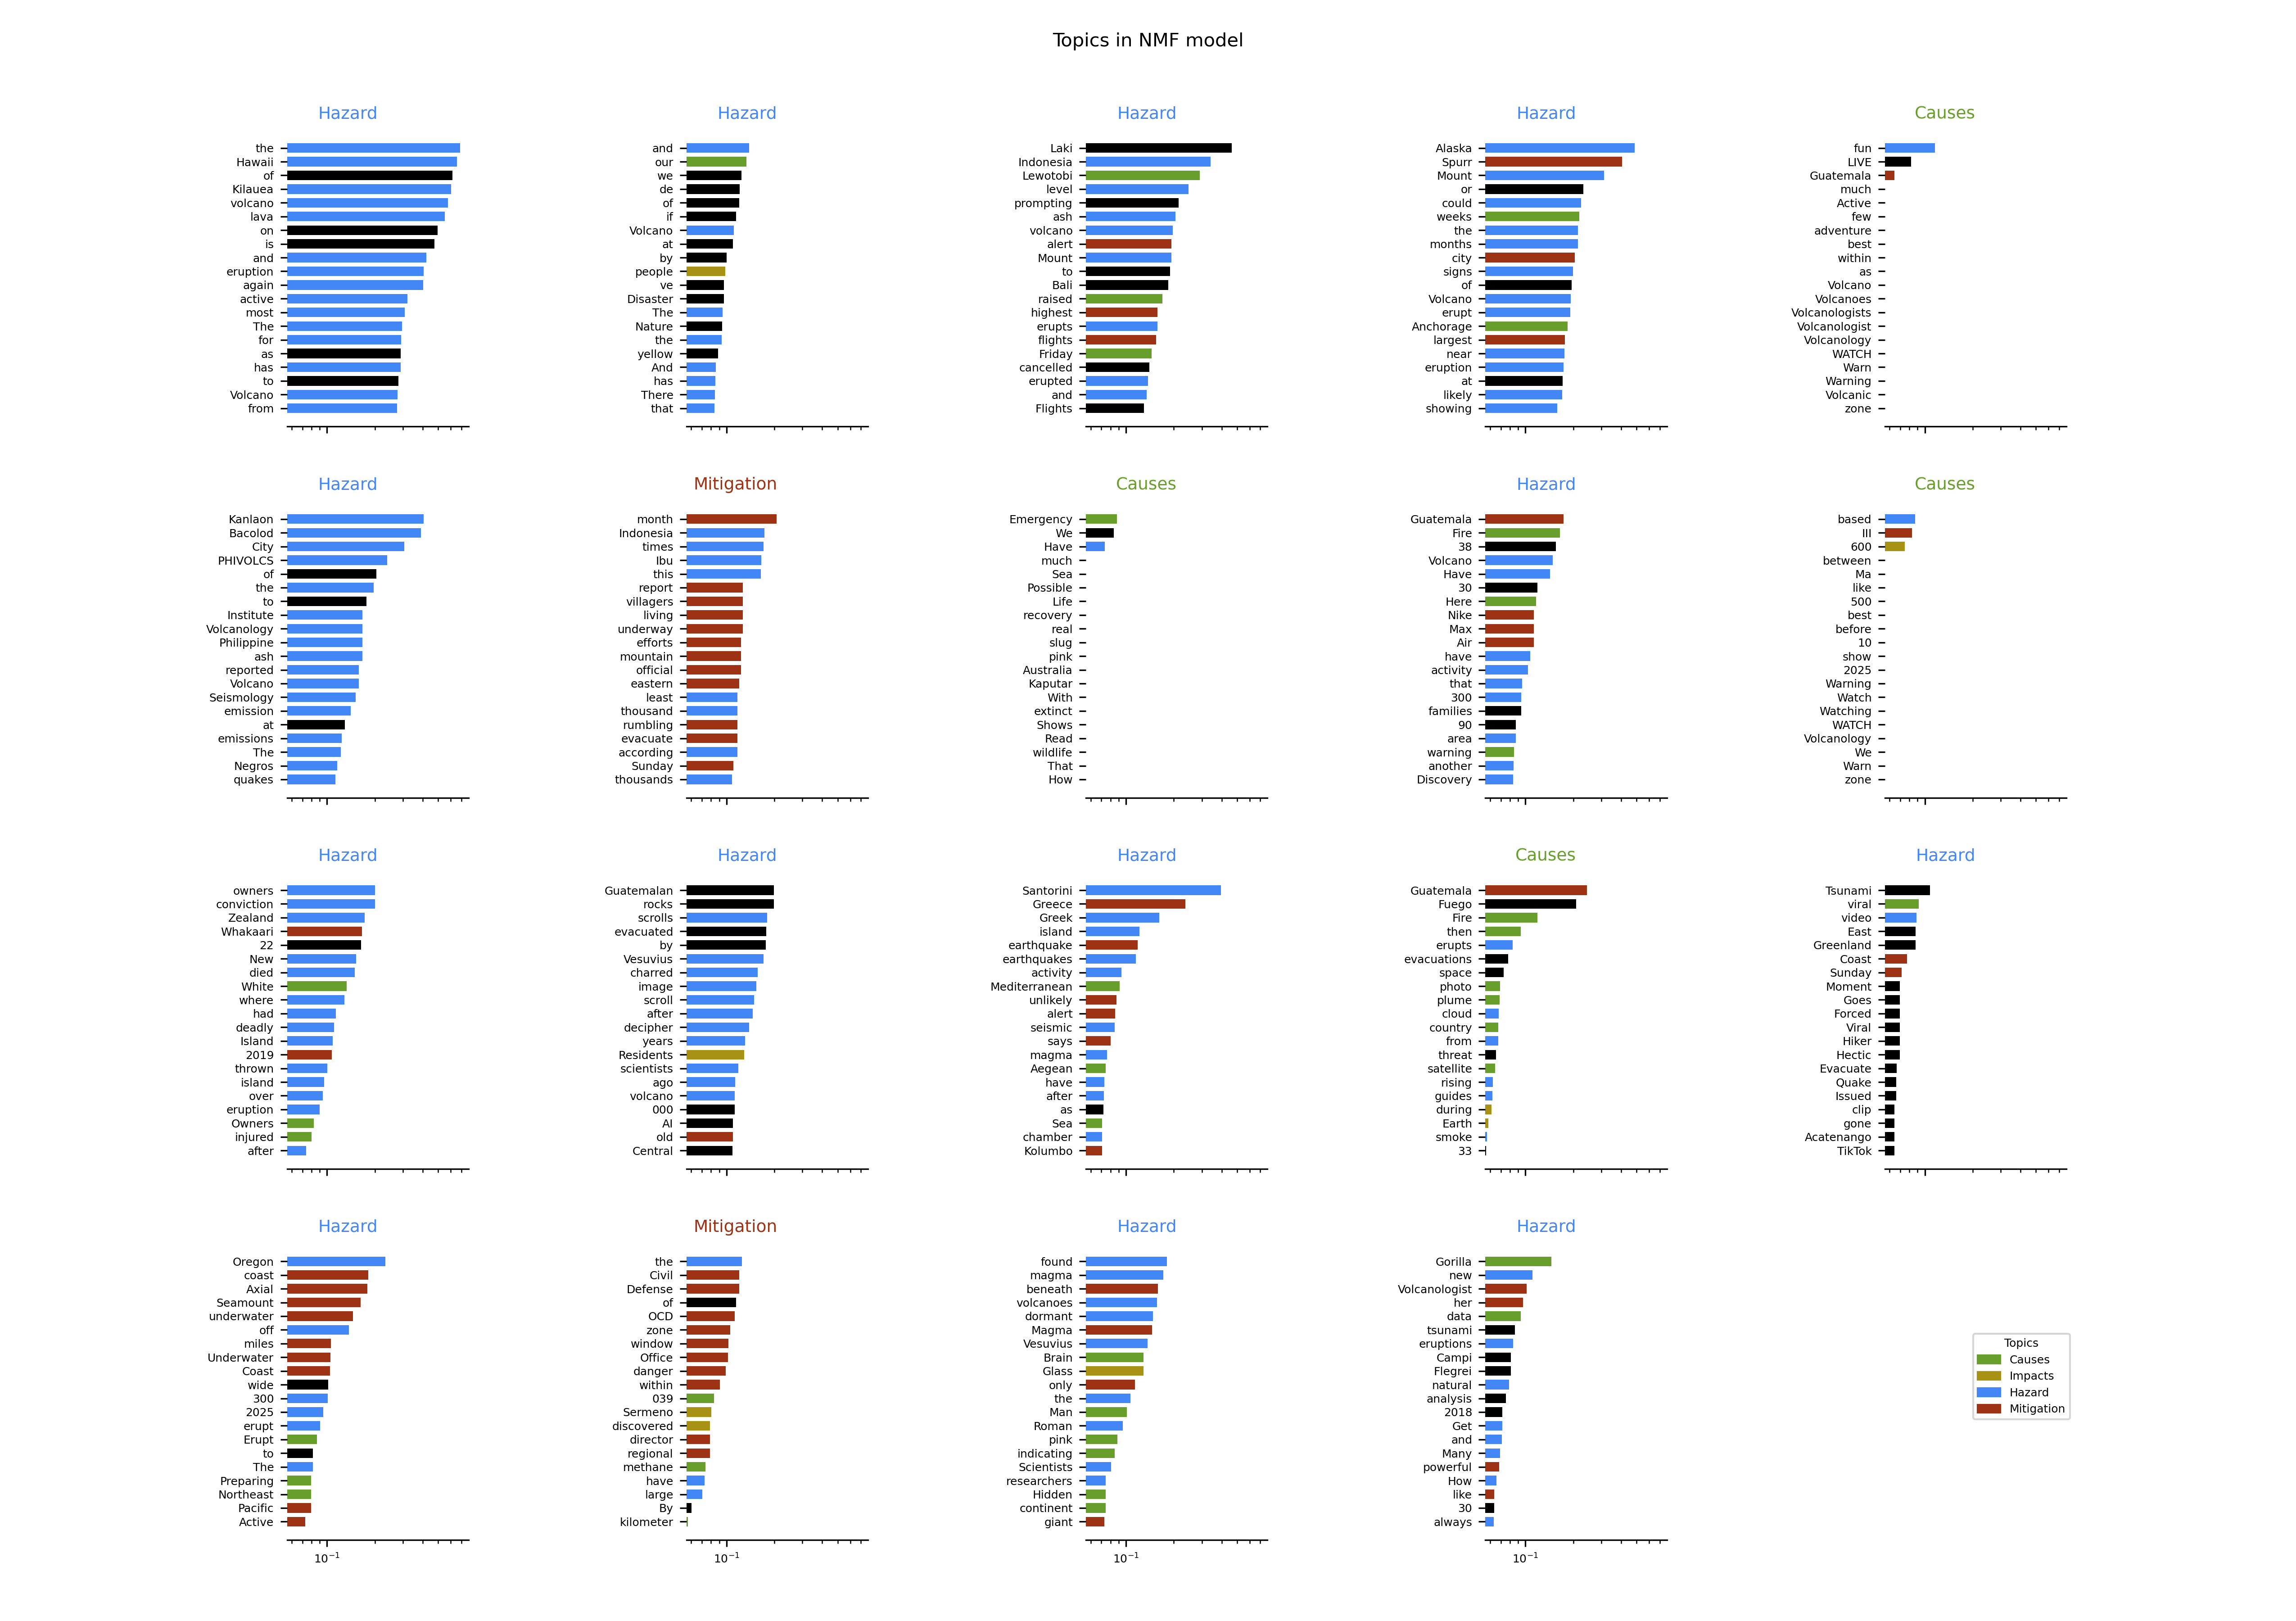 Topics in NMF model
Hazard
the
Hawaii
of
Kilauea
volcano
lava
on
is
and
eruption
again
active
most
The
for
as
has
to
Volcano
from
Hazard
and
our
we
de
of
if
Volcano
at
by
people
ve
Disaster
The
Nature
the
yellow
And
has
There
that
Hazard
Laki
Indonesia
Lewotobi
level
prompting
ash
volcano
alert
Mount
to
Bali
raised
highest
erupts
flights
Friday
cancelled
erupted
and
Flights
Hazard
Alaska
Spurr
Mount
or
could
weeks
the
months
city
signs
of
Volcano
erupt
Anchorage
largest
near
eruption
at
likely
showing
Causes
fun
LIVE
Guatemala
much
Active
few
adventure
best
within
as
Volcano
Volcanoes
Volcanologists
Volcanologist
Volcanology
WATCH
Warn
Warning
Volcanic
zone
Hazard
Kanlaon
Bacolod
City
PHIVOLCS
of
the
to
Institute
Volcanology
Philippine
ash
reported
Volcano
Seismology
emission
at
emissions
The
Negros
quakes
Mitigation
month
Indonesia
times
Ibu
this
report
villagers
living
underway
efforts
mountain
official
eastern
least
thousand
rumbling
evacuate
according
Sunday
thousands
Causes
Emergency
We
Have
much
Sea
Possible
Life
recovery
real
slug
pink
Australia
Kaputar
With
extinct
Shows
Read
wildlife
That
How
Hazard
Guatemala
Fire
38
Volcano
Have
30
Here
Nike
Max
Air
have
activity
that
300
families
90
area
warning
another
Discovery
Causes
based
III
600
between
Ma
like
500
best
before
10
show
2025
Warning
Watch
Watching
WATCH
Volcanology
We
Warn
zone
Hazard
owners
conviction
Zealand
Whakaari
22
New
died
White
where
had
deadly
Island
2019
thrown
island
over
eruption
Owners
injured
after
Hazard
Guatemalan
rocks
scrolls
evacuated
by
Vesuvius
charred
image
scroll
after
decipher
years
Residents
scientists
ago
volcano
000
AI
old
Central
Hazard
Santorini
Greece
Greek
island
earthquake
earthquakes
activity
Mediterranean
unlikely
alert
seismic
says
magma
Aegean
have
after
as
Sea
chamber
Kolumbo
Causes
Guatemala
Fuego
Fire
then
erupts
evacuations
space
photo
plume
cloud
country
from
threat
satellite
rising
guides
during
Earth
smoke
33
Hazard
Tsunami
viral
video
East
Greenland
Coast
Sunday
Moment
Goes
Forced
Viral
Hiker
Hectic
Evacuate
Quake
Issued
clip
gone
Acatenango
TikTok
Hazard
Oregon
coast
Axial
Seamount
underwater
off
miles
Underwater
Coast
wide
300
2025
erupt
Erupt
to
The
Preparing
Northeast
Pacific
Active
10⁻¹
Mitigation
the
Civil
Defense
of
OCD
zone
window
Office
danger
within
039
Sermeno
discovered
director
regional
methane
have
large
By
kilometer
10⁻¹
Hazard
found
magma
beneath
volcanoes
dormant
Magma
Vesuvius
Brain
Glass
only
the
Man
Roman
pink
indicating
Scientists
researchers
Hidden
continent
giant
10⁻¹
Hazard
Gorilla
new
Volcanologist
her
data
tsunami
eruptions
Campi
Flegrei
natural
analysis
2018
Get
and
Many
powerful
How
like
30
always
10⁻¹
Topics
Causes
Impacts
Hazard
Mitigation